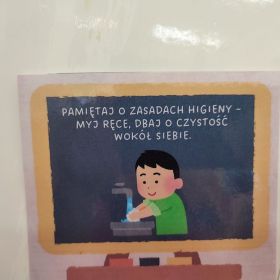 PAMIĘTAJ O ZASADACH HIGIENY –
MYJ RĘCE, DBAJ O CZYSTOŚĆ
WOKÓŁ SIEBIE.